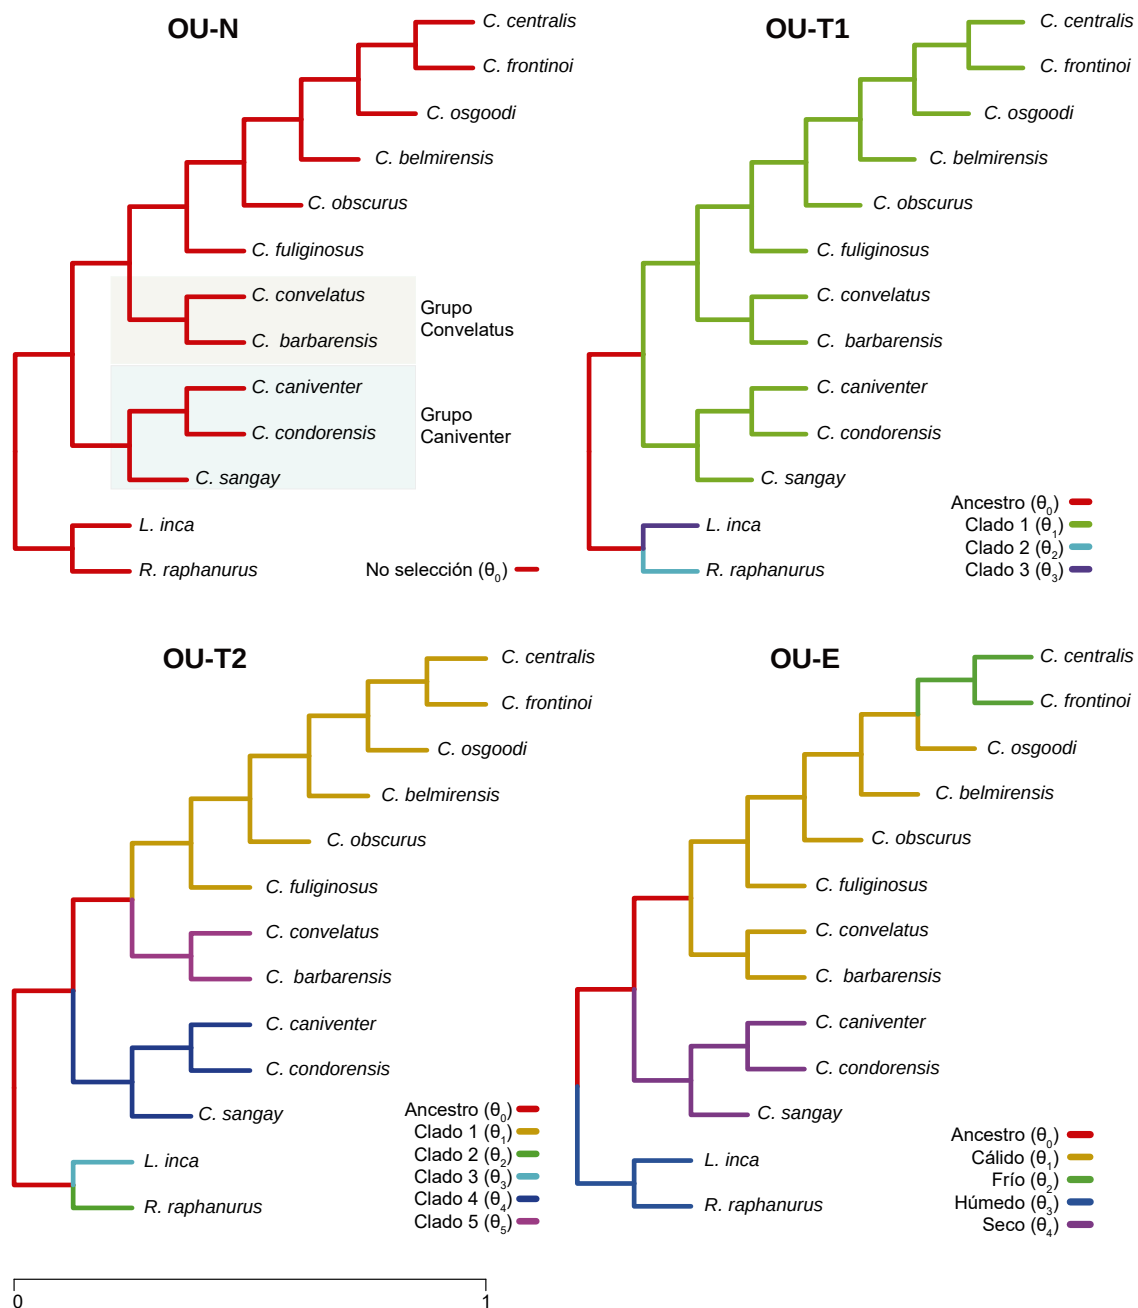 OU-N
C. centralis
C. frontinoi
C. osgoodi
C. belmirensis
C. obscurus
C. fuliginosus
C. convelatus
C. barbarensis
Grupo
Convelatus
C. caniventer
C. condorensis
C. sangay
Grupo
Caniventer
L. inca
R. raphanurus
No selección (θ0)
OU-T1
C. centralis
C. frontinoi
C. osgoodi
C. belmirensis
C. obscurus
C. fuliginosus
C. convelatus
C. barbarensis
C. caniventer
C. condorensis
C. sangay
L. inca
R. raphanurus
Ancestro (θ0)
Clado 1 (θ1)
Clado 2 (θ2)
Clado 3 (θ3)
OU-T2
C. centralis
C. frontinoi
C. osgoodi
C. belmirensis
C. obscurus
C. fuliginosus
C. convelatus
C. barbarensis
C. caniventer
C. condorensis
C. sangay
L. inca
R. raphanurus
Ancestro (θ0)
Clado 1 (θ1)
Clado 2 (θ2)
Clado 3 (θ3)
Clado 4 (θ4)
Clado 5 (θ5)
OU-E
C. centralis
C. frontinoi
C. osgoodi
C. belmirensis
C. obscurus
C. fuliginosus
C. convelatus
C. barbarensis
C. caniventer
C. condorensis
C. sangay
L. inca
R. raphanurus
Ancestro (θ0)
Cálido (θ1)
Frío (θ2)
Húmedo (θ3)
Seco (θ4)
0 1